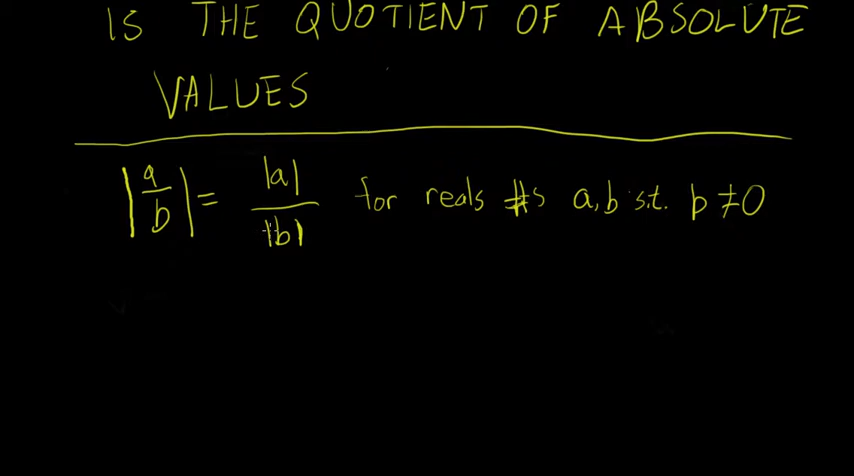 IS THE QUOTIENT OF ABSOLUTE
VALUES
|a/b| = |a|/|b| for reals #s a,b s.t. b ≠ 0